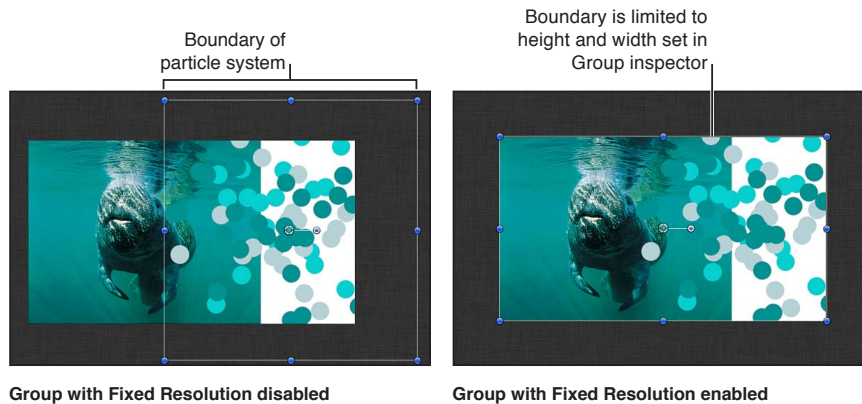 Boundary of
particle system
Boundary is limited to
height and width set in
Group inspector
Group with Fixed Resolution disabled
Group with Fixed Resolution enabled